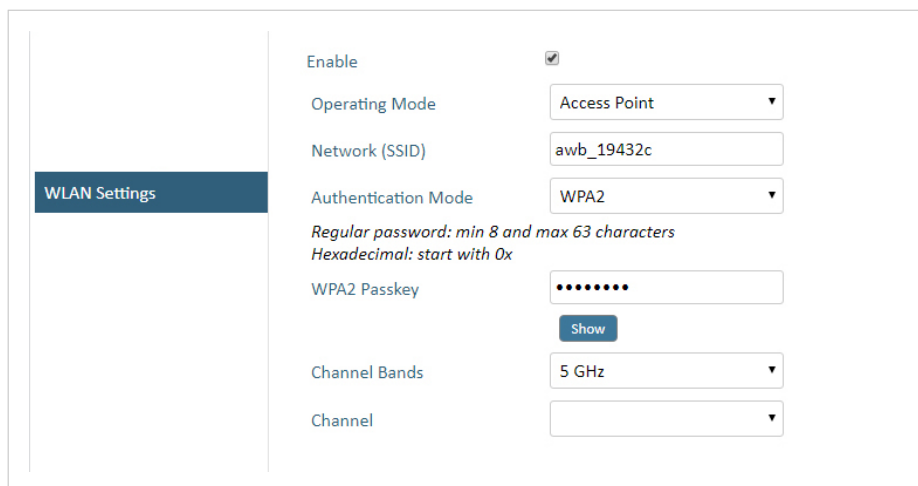 WLAN Settings
Enable
Operating Mode Access Point
Network (SSID) awb_19432c
Authentication Mode WPA2
Regular password: min 8 and max 63 characters
Hexadecimal: start with 0x
WPA2 Passkey ••••••••
Show
Channel Bands 5 GHz
Channel